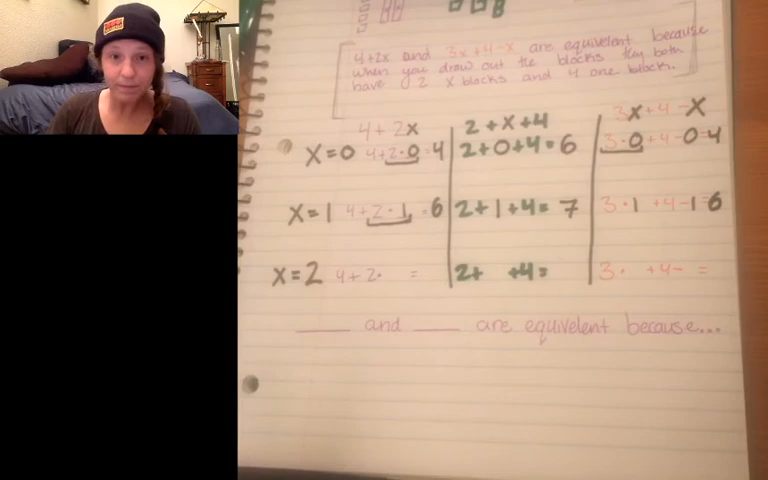 4+2x and 3x+4-x are equivelent because
when you draw out the blocks they both
have 2 x blocks and 4 one block.
4+2x 2+x+4 3x+4-x
x=0 4+2·0=4 2+0+4=6 3·0+4-0=4
x=1 4+2·1=6 2+1+4=7 3·1+4-1=6
x=2 4+2· = 2+ +4= 3· +4- =
____ and ____ are equivelent because...